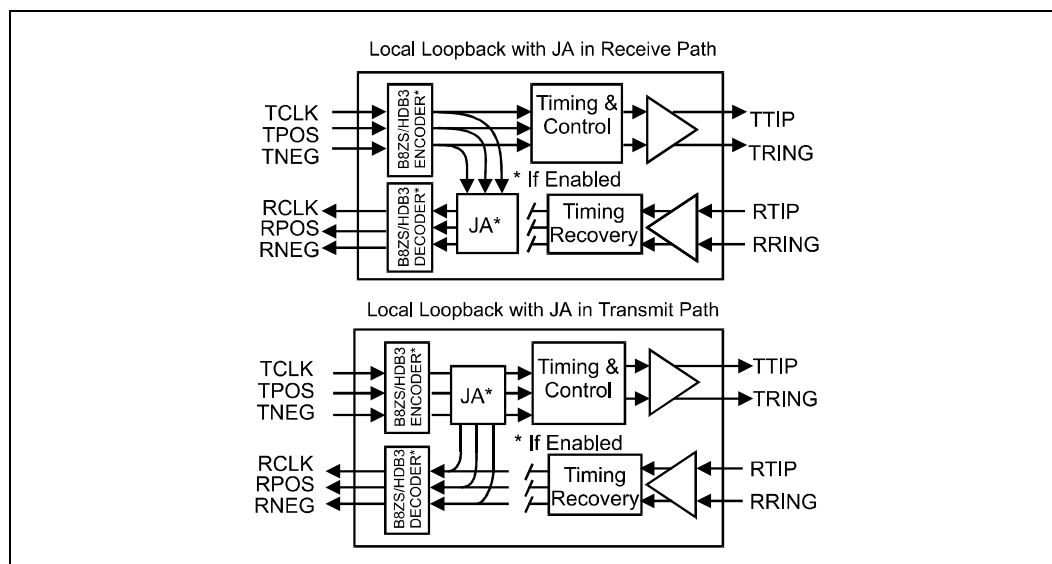 Local Loopback with JA in Receive Path
TCLK
TPOS
TNEG
B8ZS/HDB3
ENCODER*
Timing &
Control
TTIP
TRING
* If Enabled
RCLK
RPOS
RNEG
B8ZS/HDB3
DECODER*
JA*
Timing
Recovery
RTIP
RRING
Local Loopback with JA in Transmit Path
TCLK
TPOS
TNEG
B8ZS/HDB3
ENCODER*
JA*
Timing &
Control
TTIP
TRING
* If Enabled
RCLK
RPOS
RNEG
B8ZS/HDB3
DECODER*
Timing
Recovery
RTIP
RRING